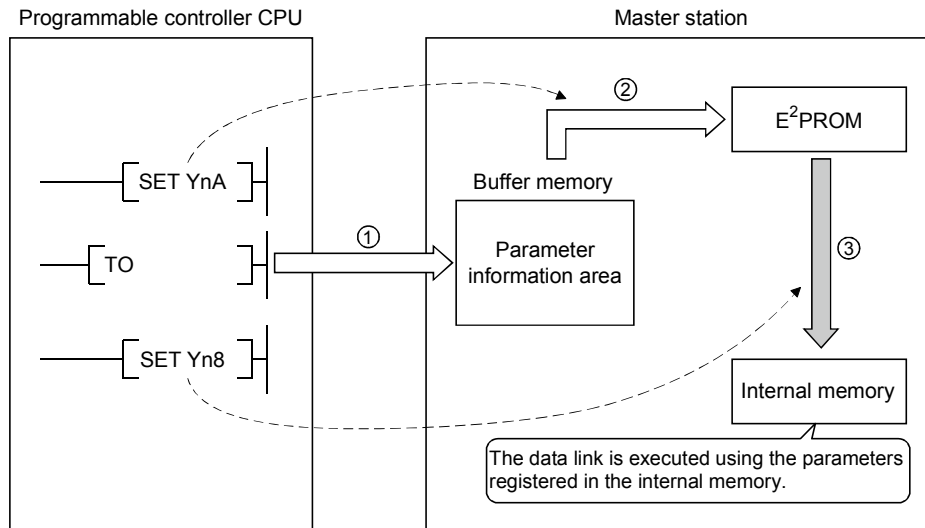 Programmable controller CPU
Master station
②
E²PROM
SET YnA
Buffer memory
①
TO
Parameter
information area
③
SET Yn8
Internal memory
The data link is executed using the parameters
registered in the internal memory.